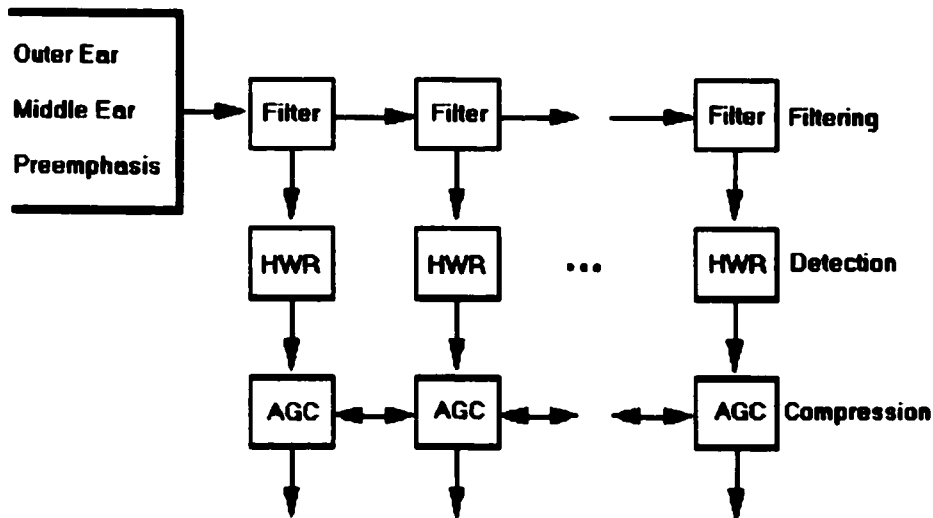 Outer Ear
Middle Ear
Preemphasis
Filter Filter Filter Filtering
HWR HWR ... HWR Detection
AGC AGC AGC Compression